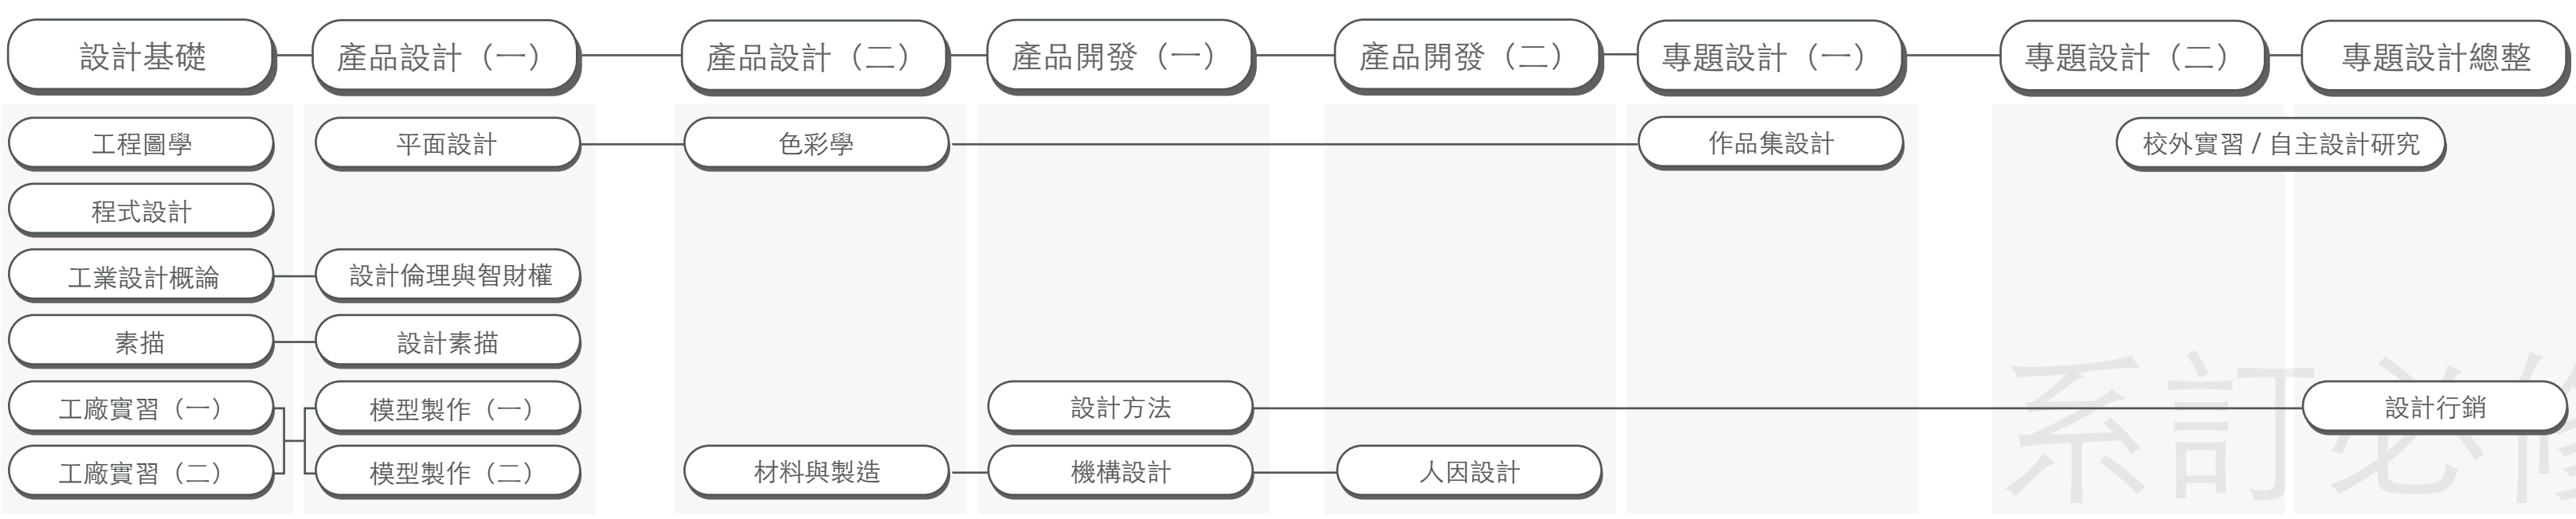 設計基礎
產品設計（一）
產品設計（二）
產品開發（一）
產品開發（二）
專題設計（一）
專題設計（二）
專題設計總整
工程圖學
平面設計
色彩學
作品集設計
校外實習 / 自主設計研究
程式設計
工業設計概論
設計倫理與智財權
素描
設計素描
工廠實習（一）
模型製作（一）
設計方法
設計行銷
工廠實習（二）
模型製作（二）
材料與製造
機構設計
人因設計
系訂必修